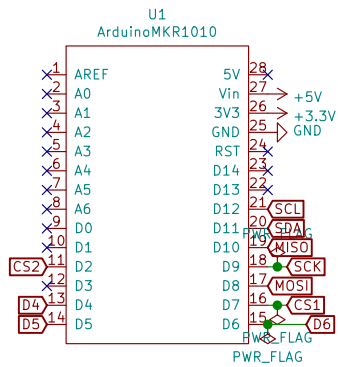 U1
ArduinoMKR1010
1 AREF 5V 28
2 A0 Vin 27 +5V
3 A1 3V3 26 +3.3V
4 A2 GND 25 GND
5 A3 RST 24
6 A4 D14 23
7 A5 D13 22
8 A6 D12 21 SCL
9 D0 D11 20 SDA
PWR_FLAG
10 D1 D10 19 MISO
CS2 11 D2 D9 18 SCK
12 D3 D8 17 MOSI
D4 13 D4 D7 16 CS1
D5 14 D5 D6 15 D6
PWR_FLAG
PWR_FLAG